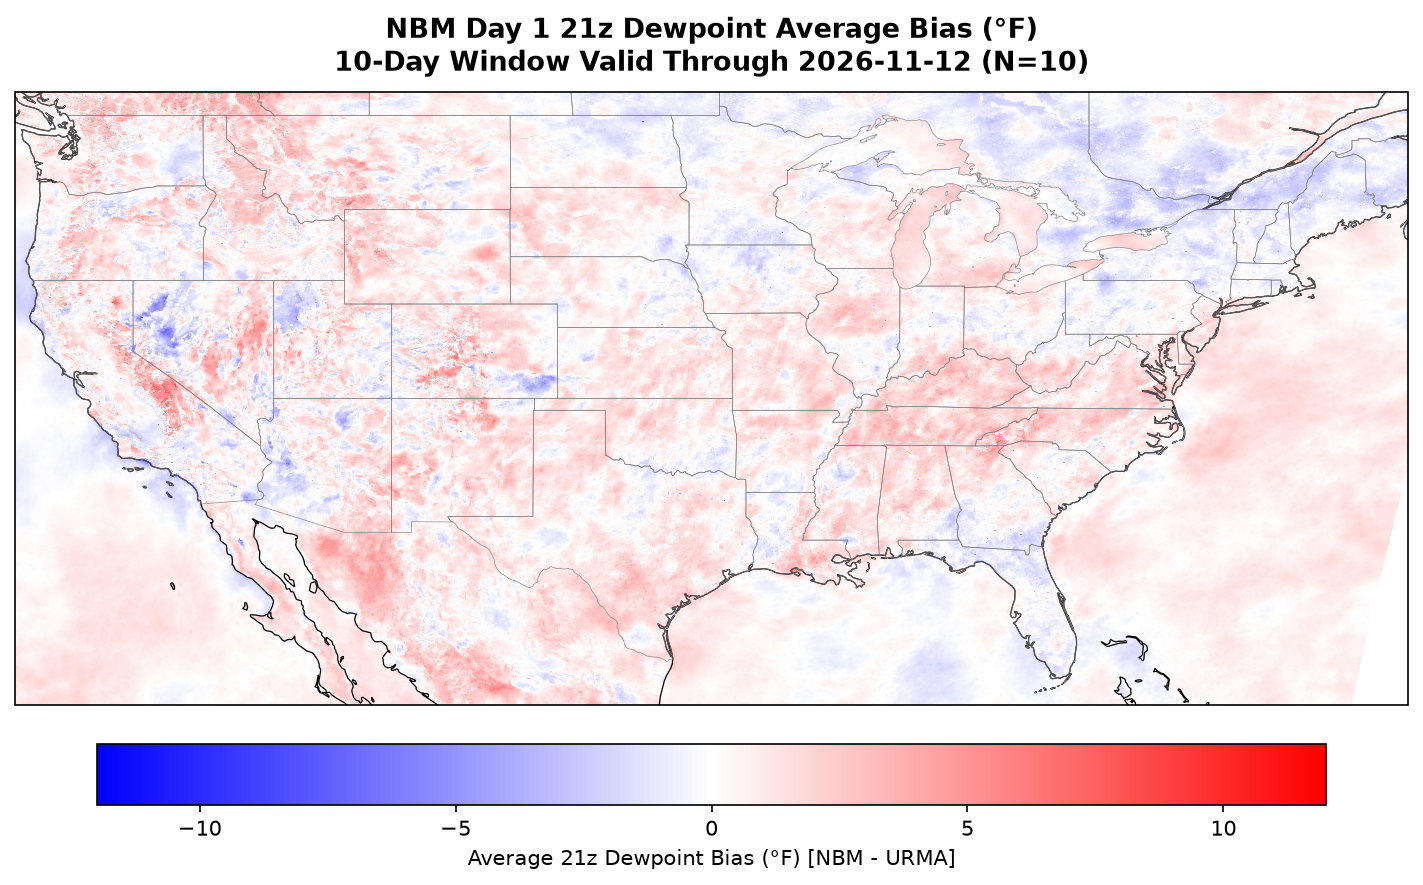 NBM Day 1 21z Dewpoint Average Bias (°F)
10-Day Window Valid Through 2026-11-12 (N=10)
−10 −5 0 5 10
Average 21z Dewpoint Bias (°F) [NBM - URMA]